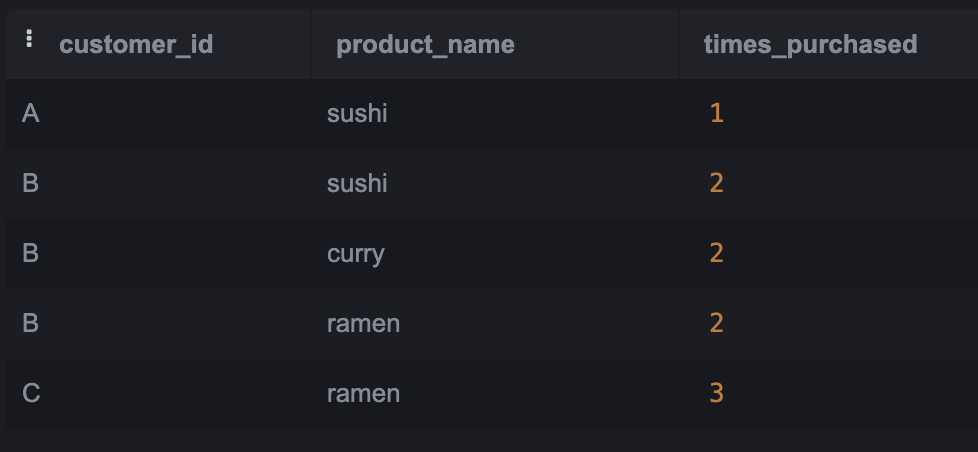 customer_id product_name times_purchased
A sushi 1
B sushi 2
B curry 2
B ramen 2
C ramen 3